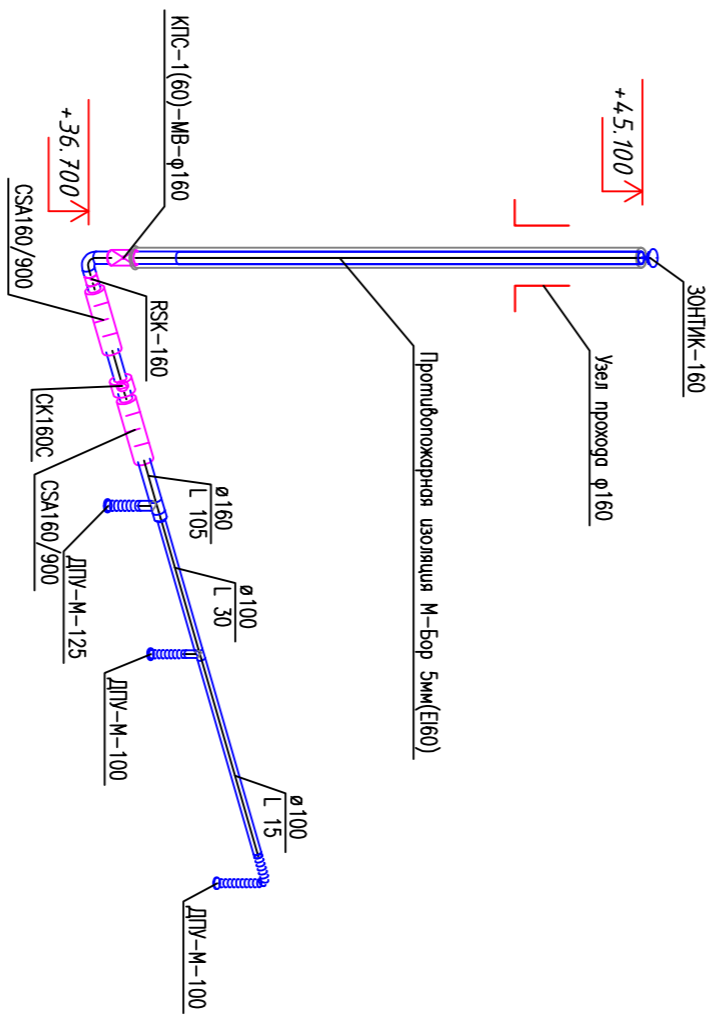 ЗОНТИК-160
+45.100
Узел прохода φ160
Противопожарная изоляция М-Бор 5мм(EI60)
КПС-1(60)-МВ-φ160
+36.700
CSA160/900
RSK-160
СК160С
CSA160/900
ø160
L 105
ДПУ-М-125
ø100
L 30
ДПУ-М-100
ø100
L 15
ДПУ-М-100